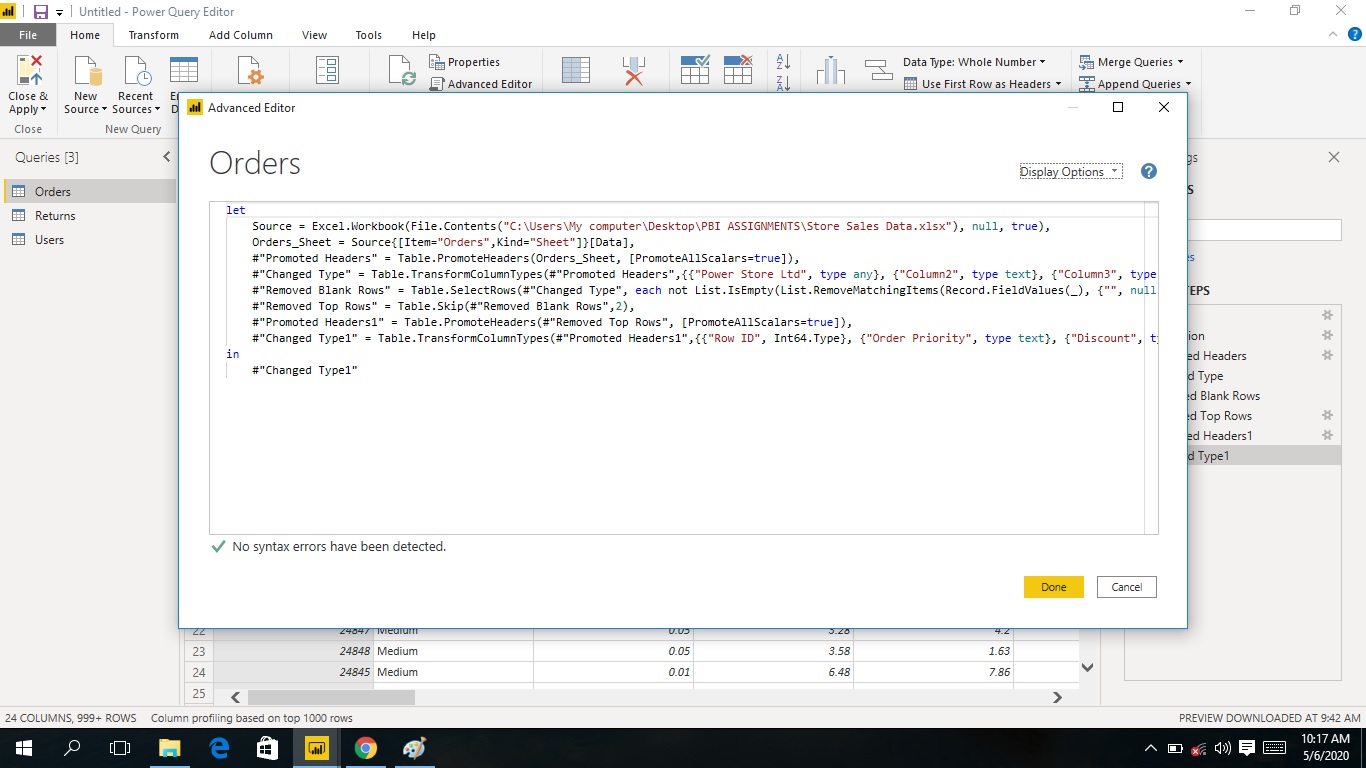 Untitled - Power Query Editor
File Home Transform Add Column View Tools Help
Close & Apply
New Source
Recent Sources
Properties
Advanced Editor
Data Type: Whole Number
Use First Row as Headers
Merge Queries
Append Queries
Close
New Query
Queries [3]
Orders
Returns
Users
Advanced Editor
Orders
Display Options
let
Source = Excel.Workbook(File.Contents("C:\Users\My computer\Desktop\PBI ASSIGNMENTS\Store Sales Data.xlsx"), null, true),
Orders_Sheet = Source{[Item="Orders",Kind="Sheet"]}[Data],
#"Promoted Headers" = Table.PromoteHeaders(Orders_Sheet, [PromoteAllScalars=true]),
#"Changed Type" = Table.TransformColumnTypes(#"Promoted Headers",{{"Power Store Ltd", type any}, {"Column2", type text}, {"Column3", type
#"Removed Blank Rows" = Table.SelectRows(#"Changed Type", each not List.IsEmpty(List.RemoveMatchingItems(Record.FieldValues(_), {"", null
#"Removed Top Rows" = Table.Skip(#"Removed Blank Rows",2),
#"Promoted Headers1" = Table.PromoteHeaders(#"Removed Top Rows", [PromoteAllScalars=true]),
#"Changed Type1" = Table.TransformColumnTypes(#"Promoted Headers1",{{"Row ID", Int64.Type}, {"Order Priority", type text}, {"Discount", ty
in
#"Changed Type1"
No syntax errors have been detected.
Done Cancel
gs
S
es
TEPS
ion
ed Headers
d Type
ed Blank Rows
ed Top Rows
ed Headers1
d Type1
22 24847 Medium 0.05 3.28 4.2
23 24848 Medium 0.05 3.58 1.63
24 24845 Medium 0.01 6.48 7.86
25
24 COLUMNS, 999+ ROWS Column profiling based on top 1000 rows PREVIEW DOWNLOADED AT 9:42 AM
10:17 AM
5/6/2020